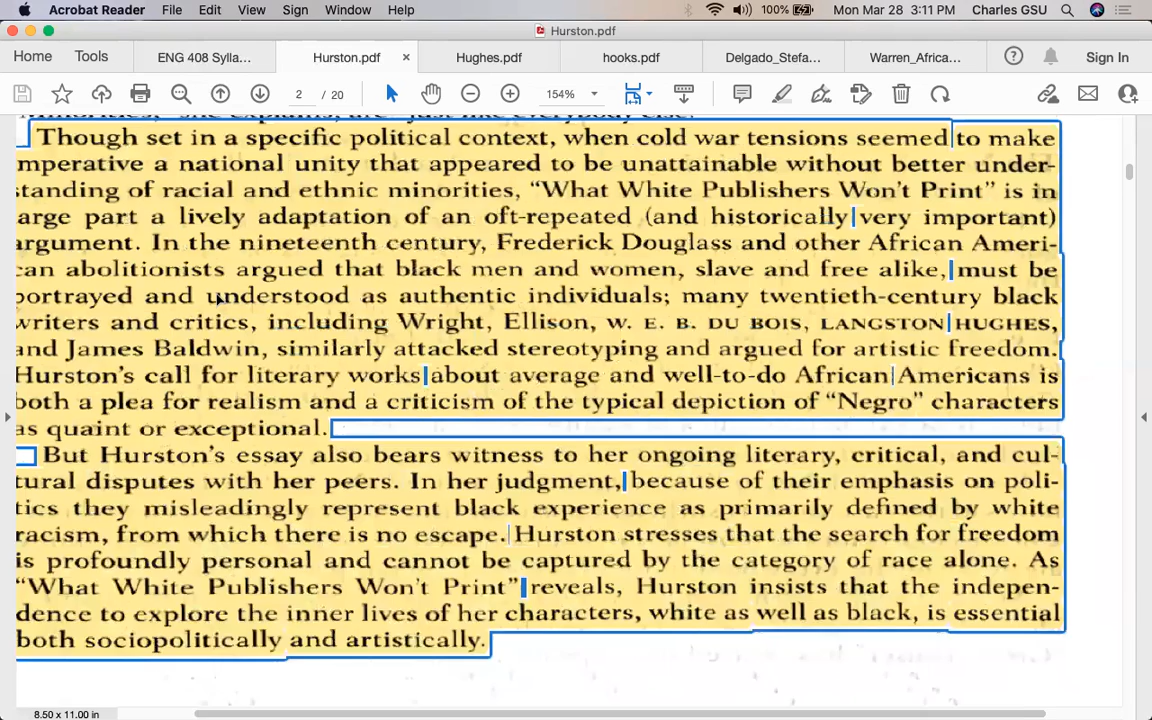 Acrobat Reader File Edit View Sign Window Help 100% Mon Mar 28 3:11 PM Charles GSU
Hurston.pdf
Home Tools ENG 408 Sylla... Hurston.pdf × Hughes.pdf hooks.pdf Delgado_Stefa... Warren_Africa... Sign In
2 / 20 154%
Minorities," she explains, are "just like everybody else."
Though set in a specific political context, when cold war tensions seemed to make
mperative a national unity that appeared to be unattainable without better under-
standing of racial and ethnic minorities, "What White Publishers Won't Print" is in
arge part a lively adaptation of an oft-repeated (and historically very important)
argument. In the nineteenth century, Frederick Douglass and other African Ameri-
can abolitionists argued that black men and women, slave and free alike, must be
portrayed and understood as authentic individuals; many twentieth-century black
writers and critics, including Wright, Ellison, W. E. B. DU BOIS, LANGSTON HUGHES,
and James Baldwin, similarly attacked stereotyping and argued for artistic freedom.
Hurston's call for literary works about average and well-to-do African Americans is
both a plea for realism and a criticism of the typical depiction of "Negro" characters
as quaint or exceptional.
But Hurston's essay also bears witness to her ongoing literary, critical, and cul-
tural disputes with her peers. In her judgment, because of their emphasis on poli-
tics they misleadingly represent black experience as primarily defined by white
racism, from which there is no escape. Hurston stresses that the search for freedom
is profoundly personal and cannot be captured by the category of race alone. As
"What White Publishers Won't Print" reveals, Hurston insists that the indepen-
dence to explore the inner lives of her characters, white as well as black, is essential
both sociopolitically and artistically.
8.50 x 11.00 in